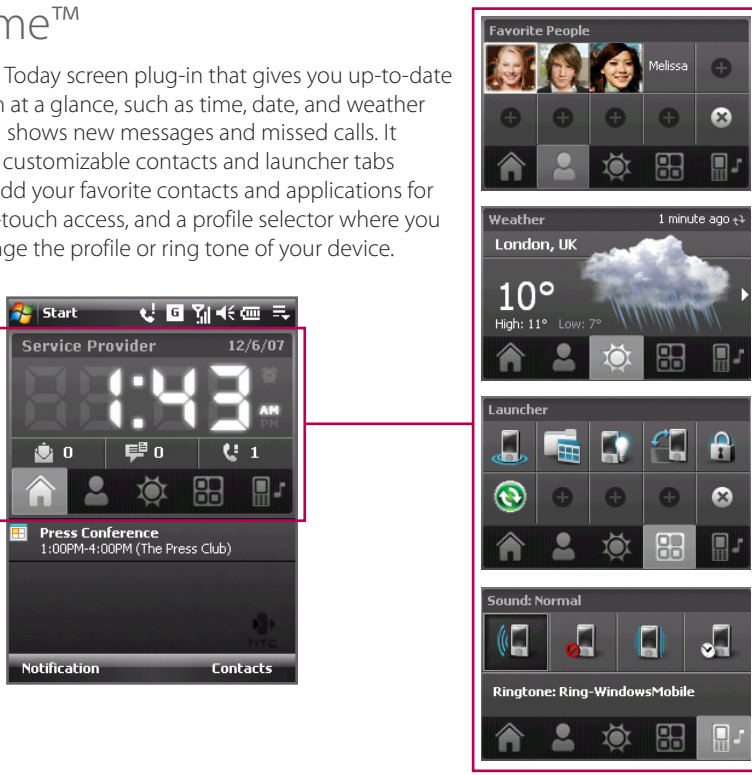 me™
Today screen plug-in that gives you up-to-date
at a glance, such as time, date, and weather
shows new messages and missed calls. It
customizable contacts and launcher tabs
dd your favorite contacts and applications for
-touch access, and a profile selector where you
ge the profile or ring tone of your device.
Start
G
Service Provider 12/6/07
1:43
AM
PM
0 0 1
Press Conference
1:00PM-4:00PM (The Press Club)
hTC
Notification Contacts
Favorite People
Melissa
Weather 1 minute ago
London, UK
10°
High: 11° Low: 7°
Launcher
Sound: Normal
Ringtone: Ring-WindowsMobile